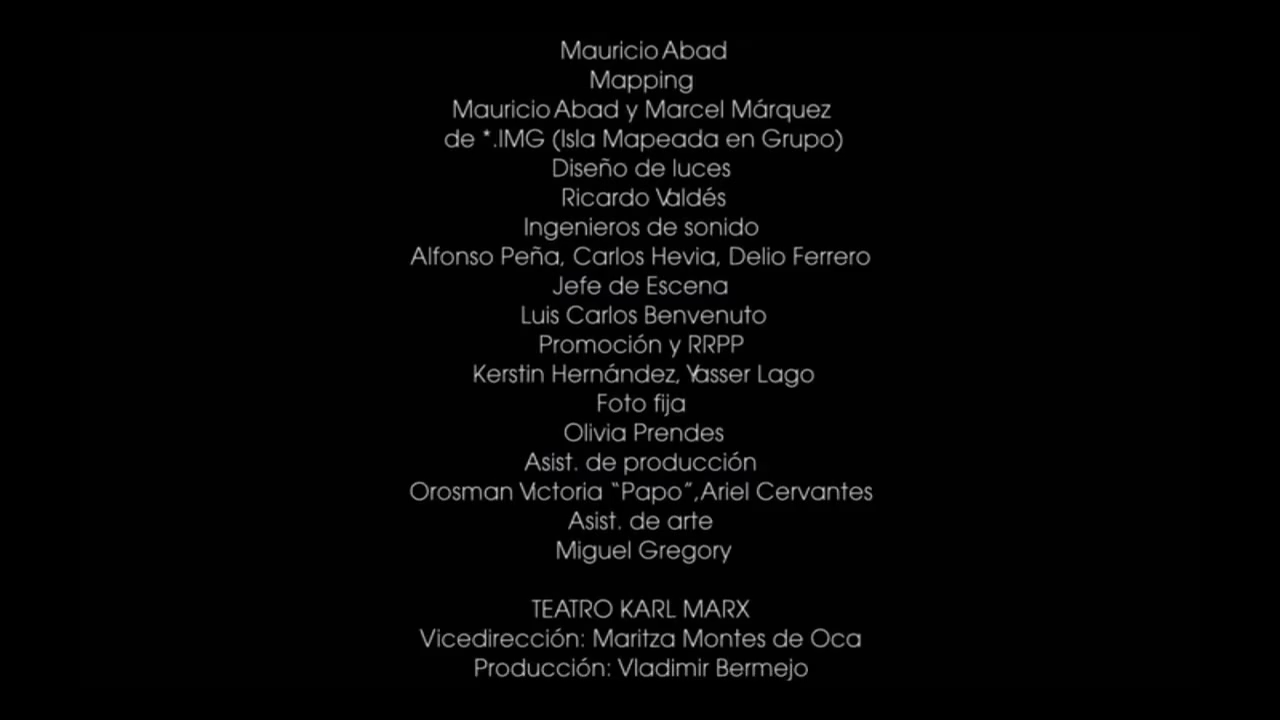 Mauricio Abad
Mapping
Mauricio Abad y Marcel Márquez
de *.IMG (Isla Mapeada en Grupo)
Diseño de luces
Ricardo Valdés
Ingenieros de sonido
Alfonso Peña, Carlos Hevia, Delio Ferrero
Jefe de Escena
Luis Carlos Benvenuto
Promoción y RRPP
Kerstin Hernández, Yasser Lago
Foto fija
Olivia Prendes
Asist. de producción
Orosman Victoria “Papo”,Ariel Cervantes
Asist. de arte
Miguel Gregory
TEATRO KARL MARX
Vicedirección: Maritza Montes de Oca
Producción: Vladimir Bermejo